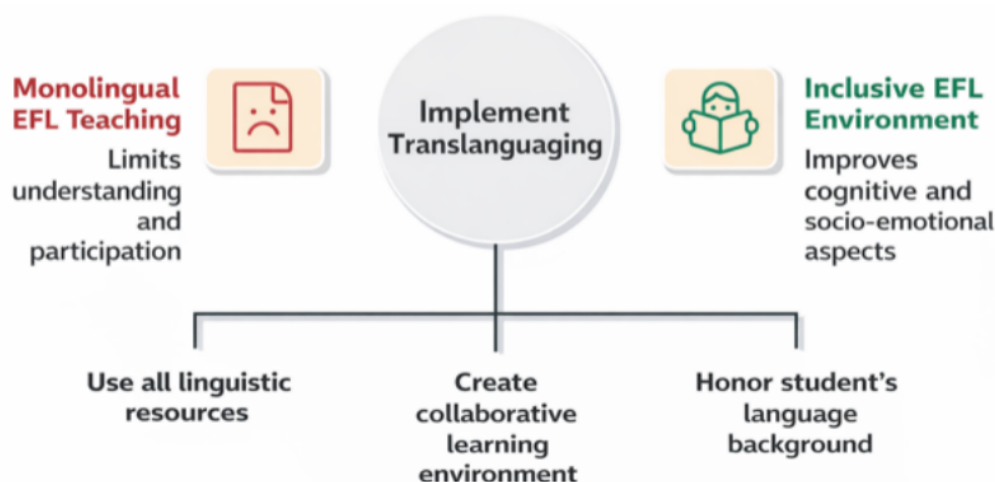 Monolingual
EFL Teaching
Limits
understanding
and
participation
Implement
Translanguaging
Inclusive EFL
Environment
Improves
cognitive and
socio-emotional
aspects
Use all linguistic
resources
Create
collaborative
learning
environment
Honor student's
language
background